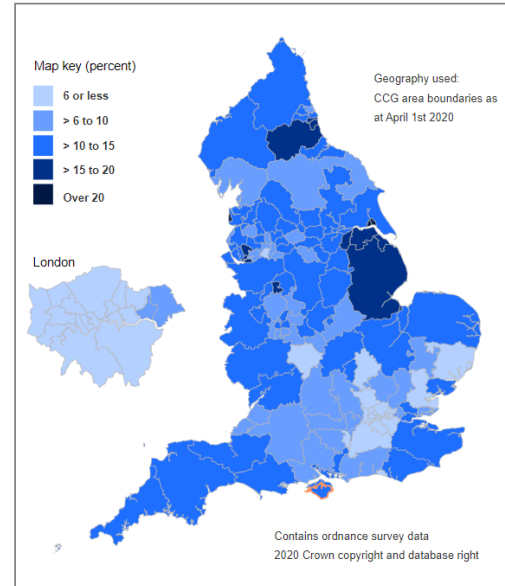 Map key (percent)
6 or less
> 6 to 10
> 10 to 15
> 15 to 20
Over 20
Geography used:
CCG area boundaries as
at April 1st 2020
London
Contains ordnance survey data
2020 Crown copyright and database right